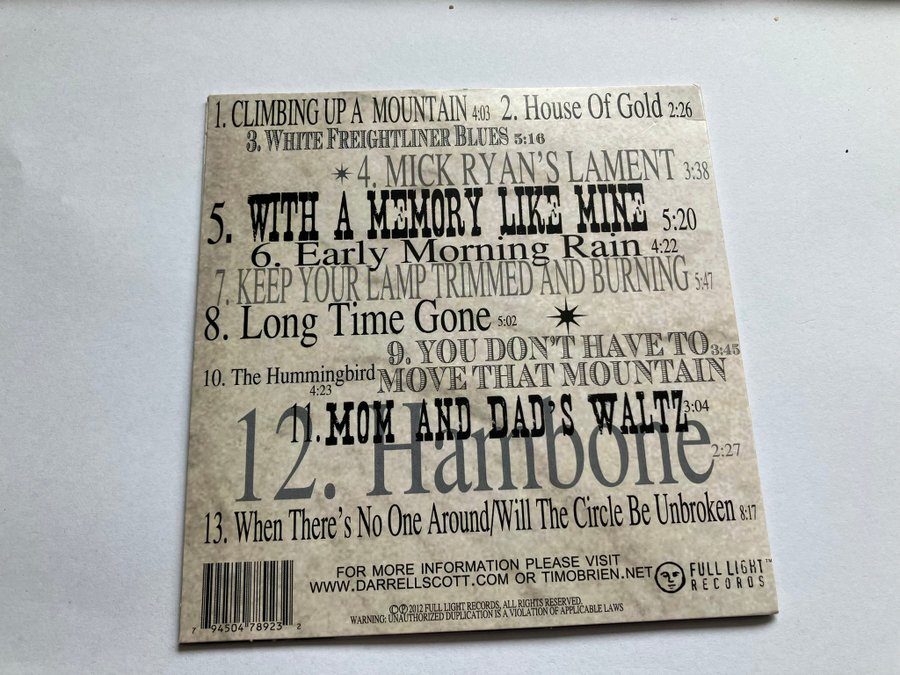 1. CLIMBING UP A MOUNTAIN 4:03 2. House Of Gold 2:26
3. WHITE FREIGHTLINER BLUES 5:16
4. MICK RYAN'S LAMENT 3:38
5. WITH A MEMORY LIKE MINE 5:20
6. Early Morning Rain 4:22
7. KEEP YOUR LAMP TRIMMED AND BURNING 5:47
8. Long Time Gone 5:02
9. YOU DON'T HAVE TO 3:45
MOVE THAT MOUNTAIN
10. The Hummingbird
4:23
11. MOM AND DAD'S WALTZ 3:04
12. Hambone 2:27
13. When There's No One Around/Will The Circle Be Unbroken 8:17
FOR MORE INFORMATION PLEASE VISIT
WWW.DARRELLSCOTT.COM OR TIMOBRIEN.NET
FULL LIGHT™
RECORDS
©℗ 2012 FULL LIGHT RECORDS, ALL RIGHTS RESERVED.
WARNING: UNAUTHORIZED DUPLICATION IS A VIOLATION OF APPLICABLE LAWS
7 94504 78923 2